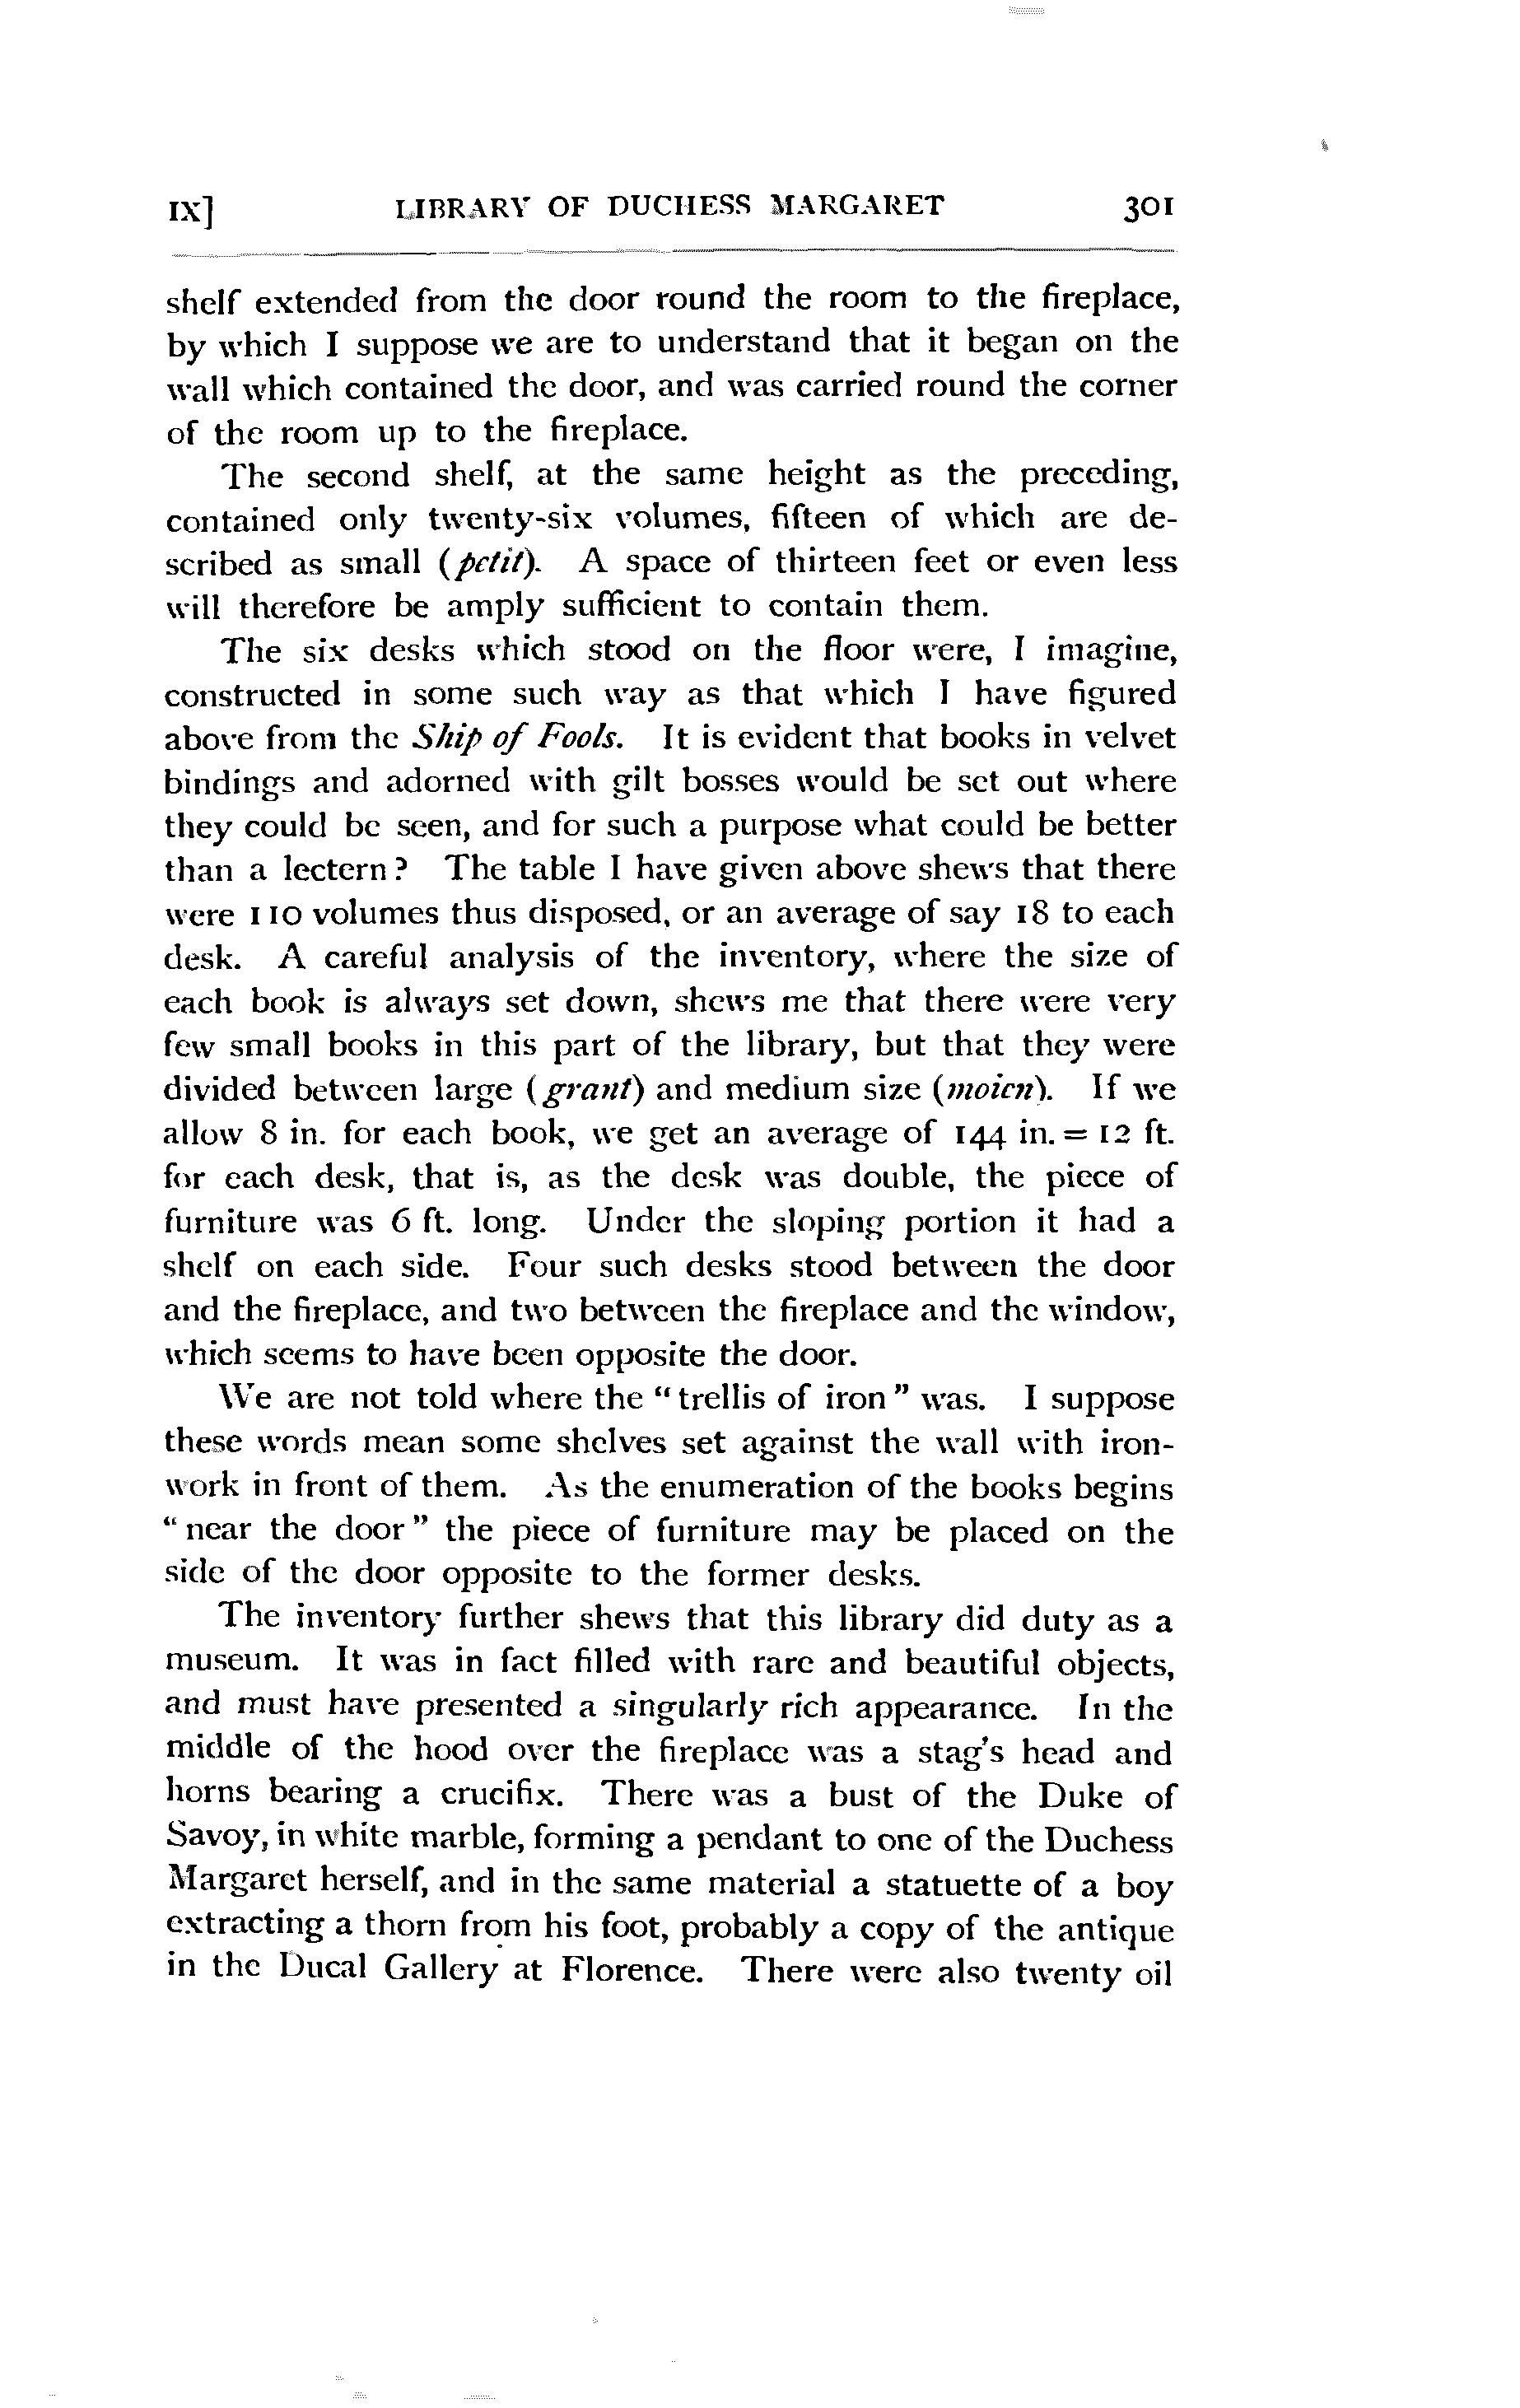 IX] LIBRARY OF DUCHESS MARGARET 301
shelf extended from the door round the room to the fireplace,
by which I suppose we are to understand that it began on the
wall which contained the door, and was carried round the corner
of the room up to the fireplace.
The second shelf, at the same height as the preceding,
contained only twenty-six volumes, fifteen of which are de-
scribed as small (petit). A space of thirteen feet or even less
will therefore be amply sufficient to contain them.
The six desks which stood on the floor were, I imagine,
constructed in some such way as that which I have figured
above from the Ship of Fools. It is evident that books in velvet
bindings and adorned with gilt bosses would be set out where
they could be seen, and for such a purpose what could be better
than a lectern? The table I have given above shews that there
were 110 volumes thus disposed, or an average of say 18 to each
desk. A careful analysis of the inventory, where the size of
each book is always set down, shews me that there were very
few small books in this part of the library, but that they were
divided between large (grant) and medium size (moien). If we
allow 8 in. for each book, we get an average of 144 in. = 12 ft.
for each desk, that is, as the desk was double, the piece of
furniture was 6 ft. long. Under the sloping portion it had a
shelf on each side. Four such desks stood between the door
and the fireplace, and two between the fireplace and the window,
which seems to have been opposite the door.
We are not told where the "trellis of iron" was. I suppose
these words mean some shelves set against the wall with iron-
work in front of them. As the enumeration of the books begins
"near the door" the piece of furniture may be placed on the
side of the door opposite to the former desks.
The inventory further shews that this library did duty as a
museum. It was in fact filled with rare and beautiful objects,
and must have presented a singularly rich appearance. In the
middle of the hood over the fireplace was a stag's head and
horns bearing a crucifix. There was a bust of the Duke of
Savoy, in white marble, forming a pendant to one of the Duchess
Margaret herself, and in the same material a statuette of a boy
extracting a thorn from his foot, probably a copy of the antique
in the Ducal Gallery at Florence. There were also twenty oil